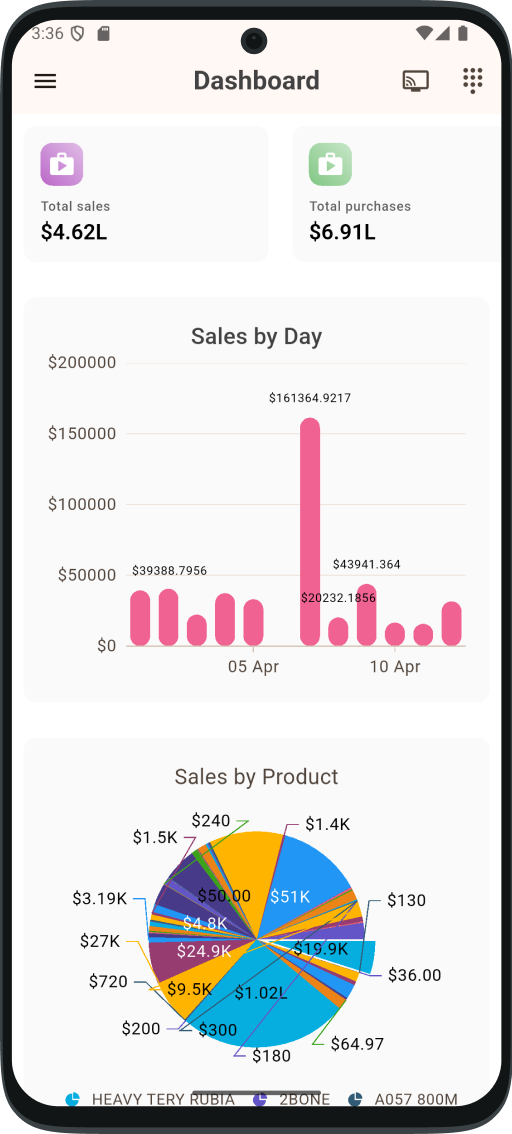 3:36
Dashboard
Total sales
$4.62L
Total purchases
$6.91L
Sales by Day
$200000
$161364.9217
$150000
$100000
$43941.364
$39388.7956
$50000
$20232.1856
$0
05 Apr
10 Apr
Sales by Product
$240
$1.4K
$1.5K
$50.00
$51K
$3.19K
$130
$4.8K
$27K
$24.9K
$19.9K
$36.00
$720
$9.5K
$1.02L
$200
$300
$64.97
$180
HEAVY TERY RUBIA
2BONE
A057 800M